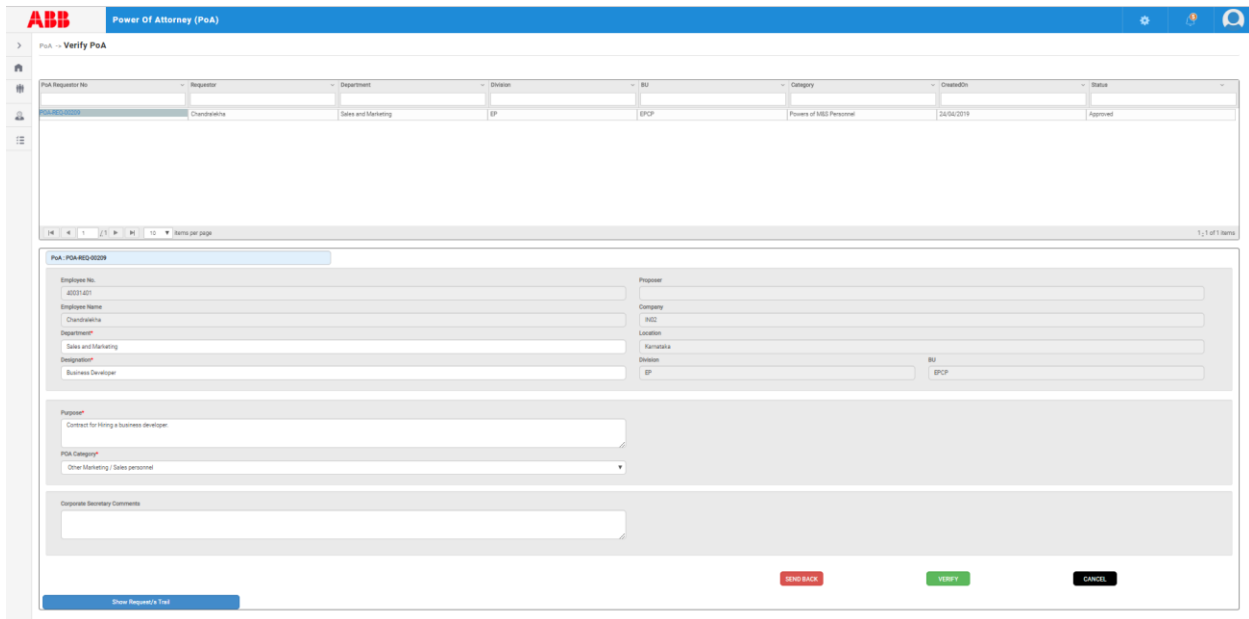 ABB Power Of Attorney (PoA)
PoA → Verify PoA
PoA Requestor No Requestor Department Division BU Category CreatedOn Status
POA-REQ-00209 Chandralekha Sales and Marketing EP EPCP Powers of M&S Personnel 24/04/2019 Approved
1 / 1 10 items per page 1 - 1 of 1 items
PoA : POA-REQ-00209
Employee No. Proposer
40031401
Employee Name Company
Chandralekha IN02
Department* Location
Sales and Marketing Karnataka
Designation* Division BU
Business Developer EP EPCP
Purpose*
Contract for Hiring a business developer.
POA Category*
Other Marketing / Sales personnel
Corporate Secretary Comments
SEND BACK VERIFY CANCEL
Show Request/s Trail